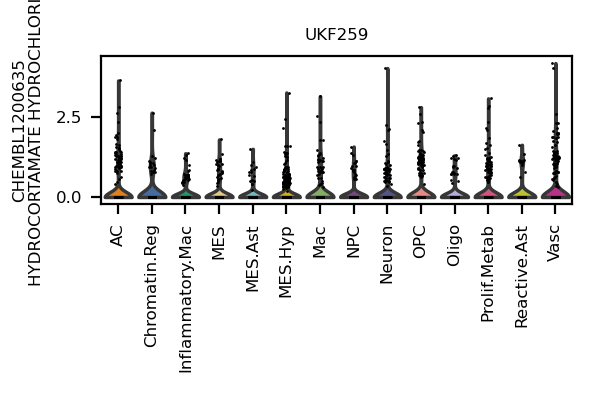 UKF259
CHEMBL1200635
HYDROCORTAMATE HYDROCHLORI
2.5
0.0
AC
Chromatin.Reg
Inflammatory.Mac
MES
MES.Ast
MES.Hyp
Mac
NPC
Neuron
OPC
Oligo
Prolif.Metab
Reactive.Ast
Vasc